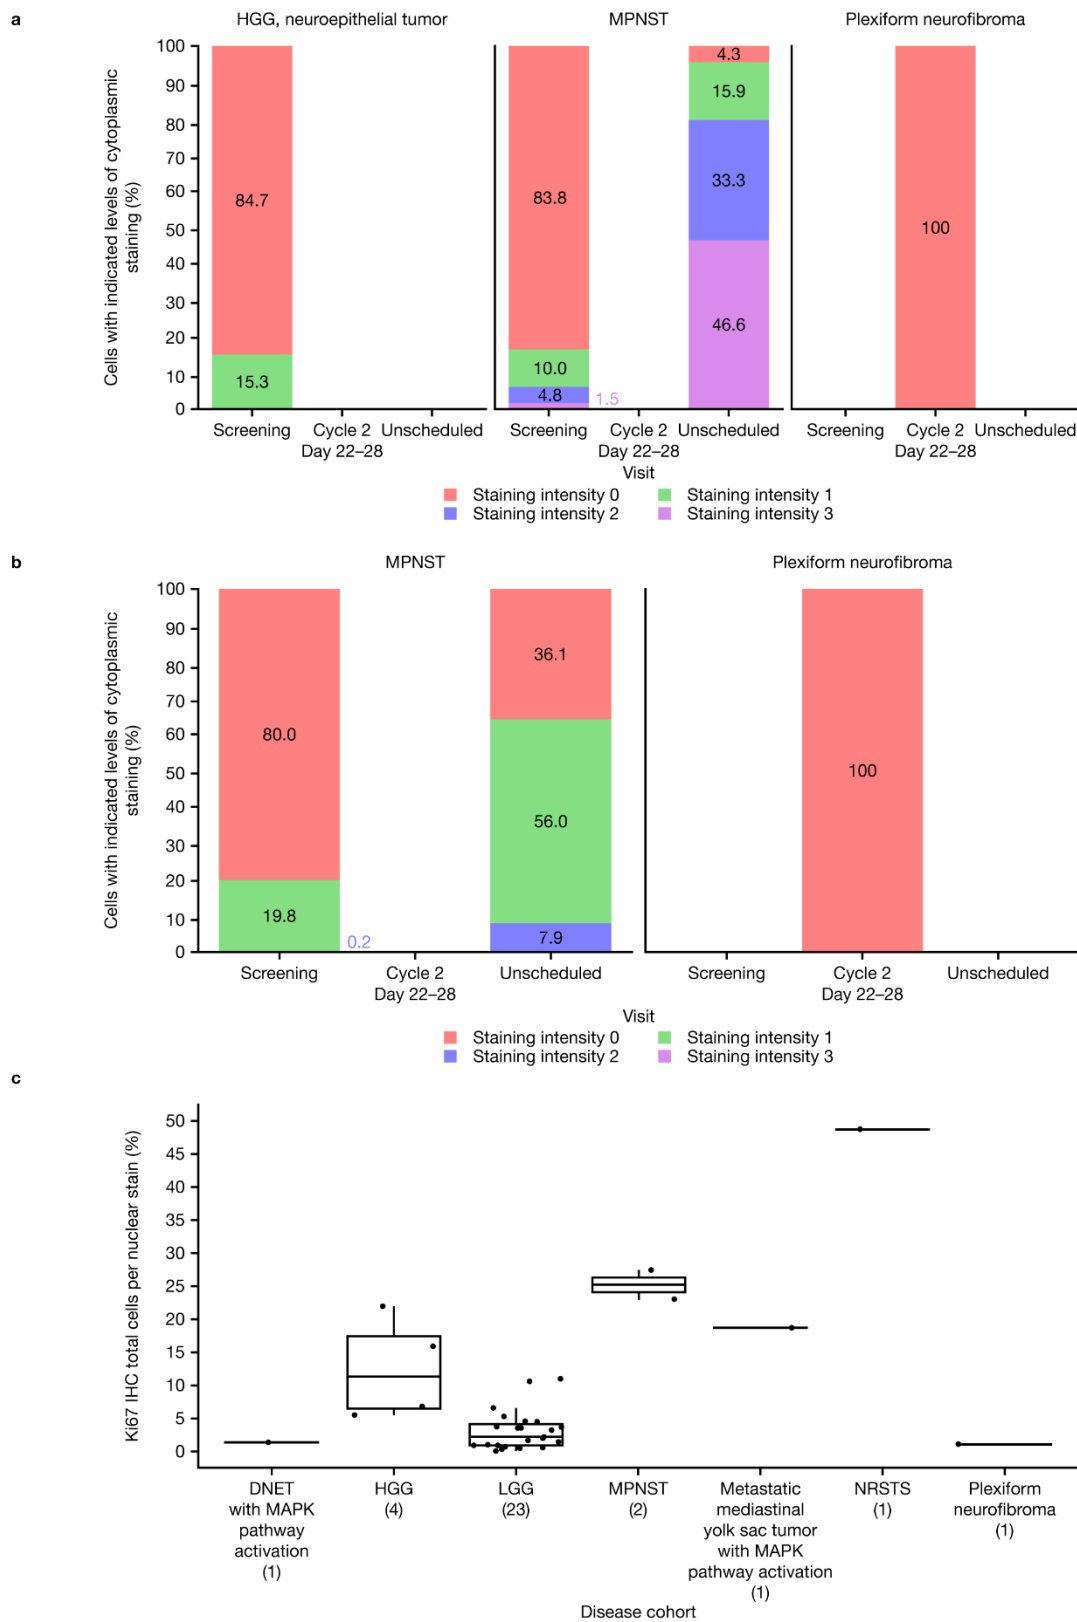 a
HGG, neuroepithelial tumor
MPNST
Plexiform neurofibroma
Cells with indicated levels of cytoplasmic
staining (%)
100
90
80
70
60
50
40
30
20
10
0
84.7
15.3
83.8
10.0
4.8
1.5
4.3
15.9
33.3
46.6
100
Screening
Cycle 2
Day 22–28
Unscheduled
Screening
Cycle 2
Day 22–28
Unscheduled
Screening
Cycle 2
Day 22–28
Unscheduled
Visit
Staining intensity 0
Staining intensity 1
Staining intensity 2
Staining intensity 3
b
MPNST
Plexiform neurofibroma
Cells with indicated levels of cytoplasmic
staining (%)
100
90
80
70
60
50
40
30
20
10
0
80.0
19.8
0.2
36.1
56.0
7.9
100
Screening
Cycle 2
Day 22–28
Unscheduled
Screening
Cycle 2
Day 22–28
Unscheduled
Visit
Staining intensity 0
Staining intensity 1
Staining intensity 2
Staining intensity 3
c
Ki67 IHC total cells per nuclear stain (%)
50
45
40
35
30
25
20
15
10
5
0
DNET
with MAPK
pathway
activation
(1)
HGG
(4)
LGG
(23)
MPNST
(2)
Metastatic
mediastinal
yolk sac tumor
with MAPK
pathway activation
(1)
NRSTS
(1)
Plexiform
neurofibroma
(1)
Disease cohort